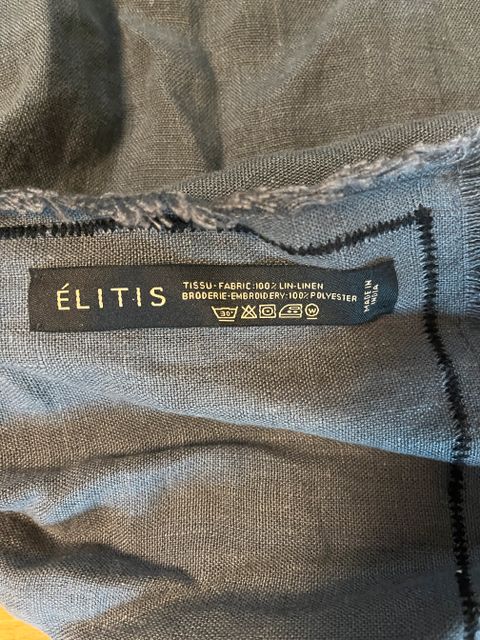 ÉLITIS
TISSU-FABRIC:100% LIN-LINEN
BRODERIE-EMBROIDERY:100% POLYESTER
30°
W
MADE IN
INDIA